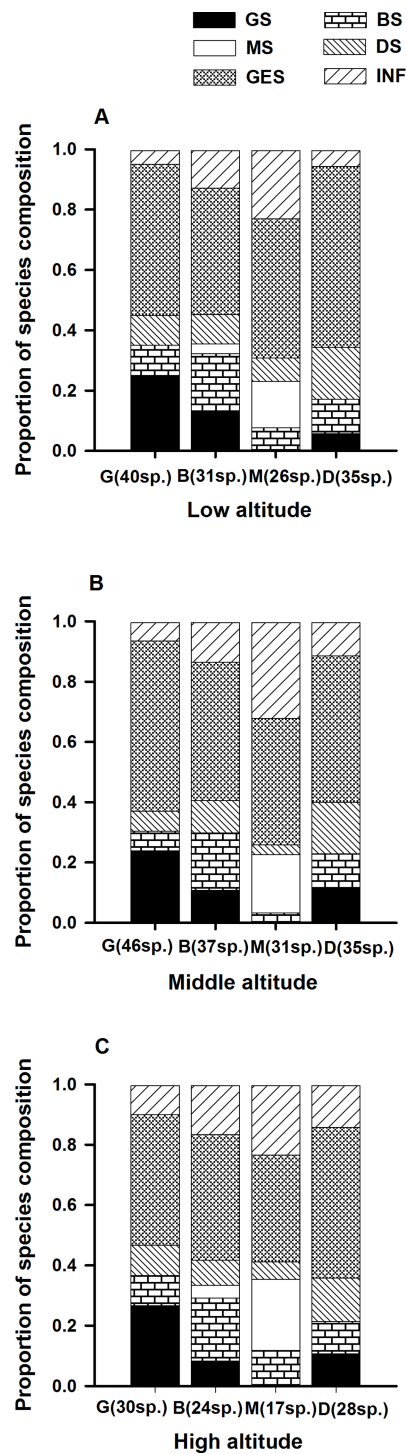 GS BS
MS DS
GES INF
A
Proportion of species composition
1.0
0.8
0.6
0.4
0.2
0.0
G(40sp.) B(31sp.) M(26sp.) D(35sp.)
Low altitude
B
Proportion of species composition
1.0
0.8
0.6
0.4
0.2
0.0
G(46sp.) B(37sp.) M(31sp.) D(35sp.)
Middle altitude
C
Proportion of species composition
1.0
0.8
0.6
0.4
0.2
0.0
G(30sp.) B(24sp.) M(17sp.) D(28sp.)
High altitude